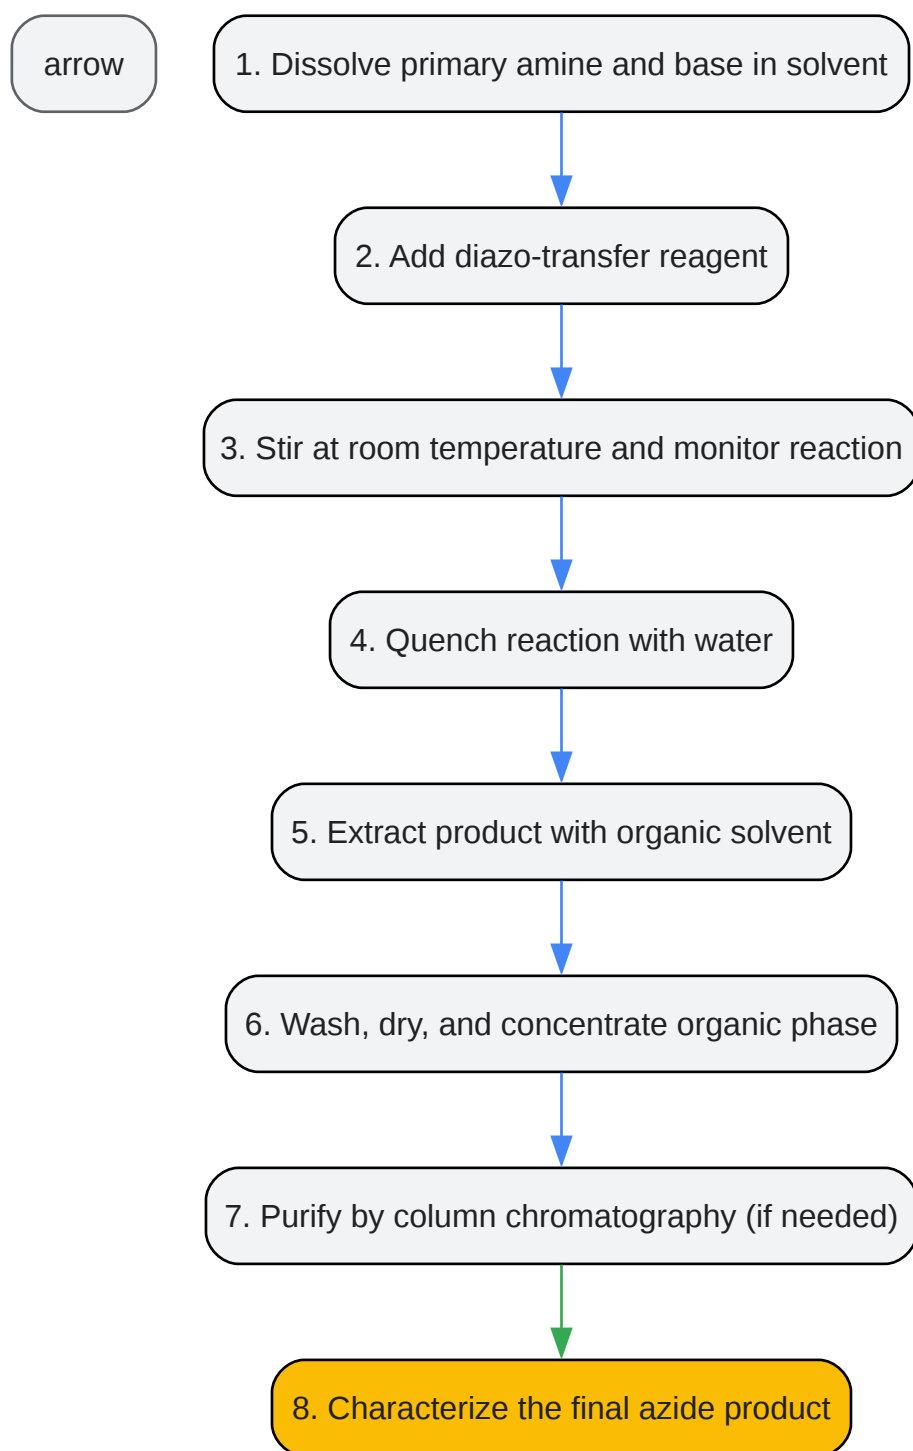 arrow
1. Dissolve primary amine and base in solvent
2. Add diazo-transfer reagent
3. Stir at room temperature and monitor reaction
4. Quench reaction with water
5. Extract product with organic solvent
6. Wash, dry, and concentrate organic phase
7. Purify by column chromatography (if needed)
8. Characterize the final azide product